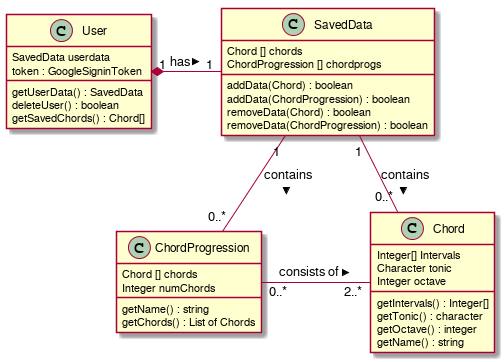 C User
SavedData userdata
token : GoogleSigninToken
getUserData() : SavedData
deleteUser() : boolean
getSavedChords() : Chord[]
1 has 1
C SavedData
Chord [] chords
ChordProgression [] chordprogs
addData(Chord) : boolean
addData(ChordProgression) : boolean
removeData(Chord) : boolean
removeData(ChordProgression) : boolean
1
contains
0..*
1
contains
0..*
C ChordProgression
Chord [] chords
Integer numChords
getName() : string
getChords() : List of Chords
consists of
0..* 2..*
C Chord
Integer[] Intervals
Character tonic
Integer octave
getIntervals() : Integer[]
getTonic() : character
getOctave() : integer
getName() : string